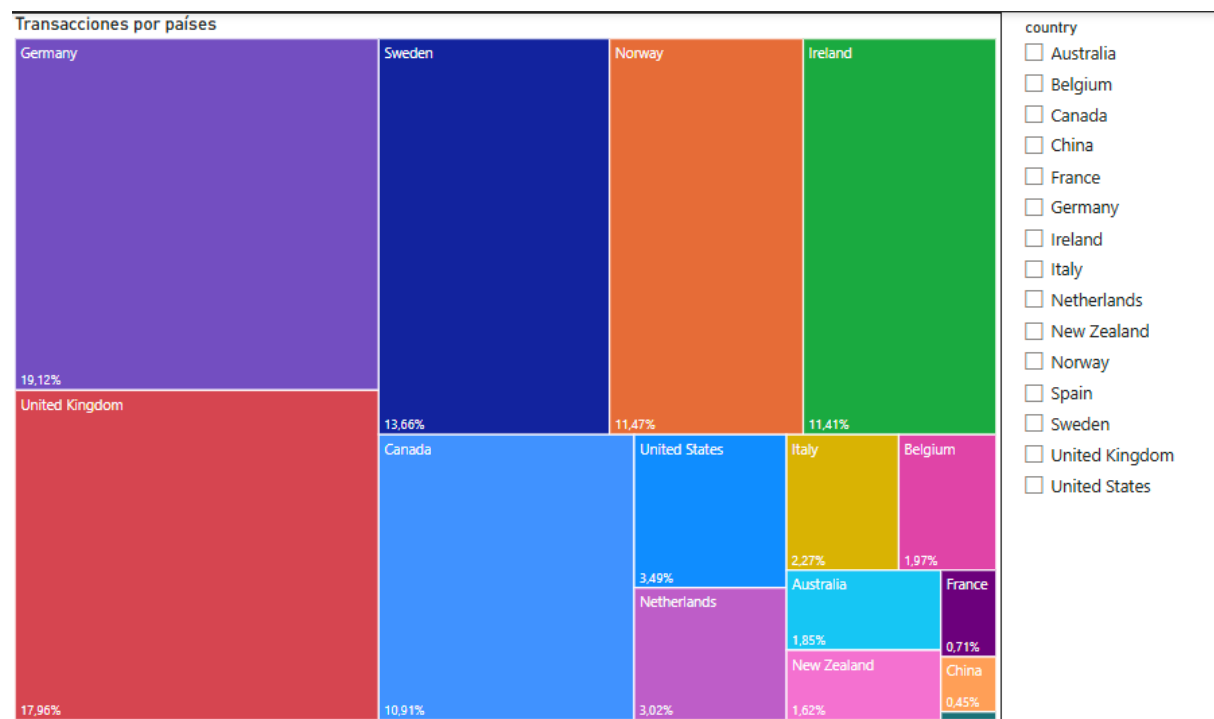 Transacciones por países
Germany
19,12%
United Kingdom
17,96%
Sweden
13,66%
Norway
11,47%
Ireland
11,41%
Canada
10,91%
United States
3,49%
Netherlands
3,02%
Italy
2,27%
Belgium
1,97%
Australia
1,85%
New Zealand
1,62%
France
0,71%
China
0,45%
country
Australia
Belgium
Canada
China
France
Germany
Ireland
Italy
Netherlands
New Zealand
Norway
Spain
Sweden
United Kingdom
United States